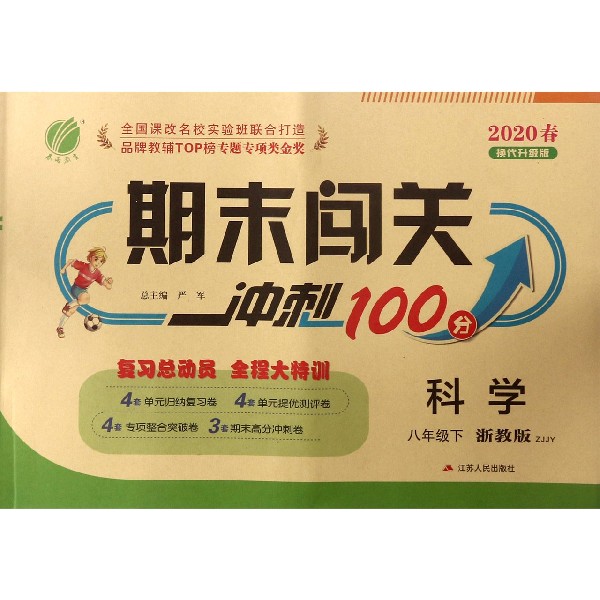 春雨教育
全国课改名校实验班联合打造
品牌教辅TOP榜专题专项类金奖
2020春
换代升级版
期末闯关
冲刺100分
总主编 严 军
复习总动员 全程大特训
4套 单元归纳复习卷 4套 单元提优测评卷
4套 专项整合突破卷 3套 期末高分冲刺卷
科学
八年级下 浙教版 ZJJY
江苏人民出版社